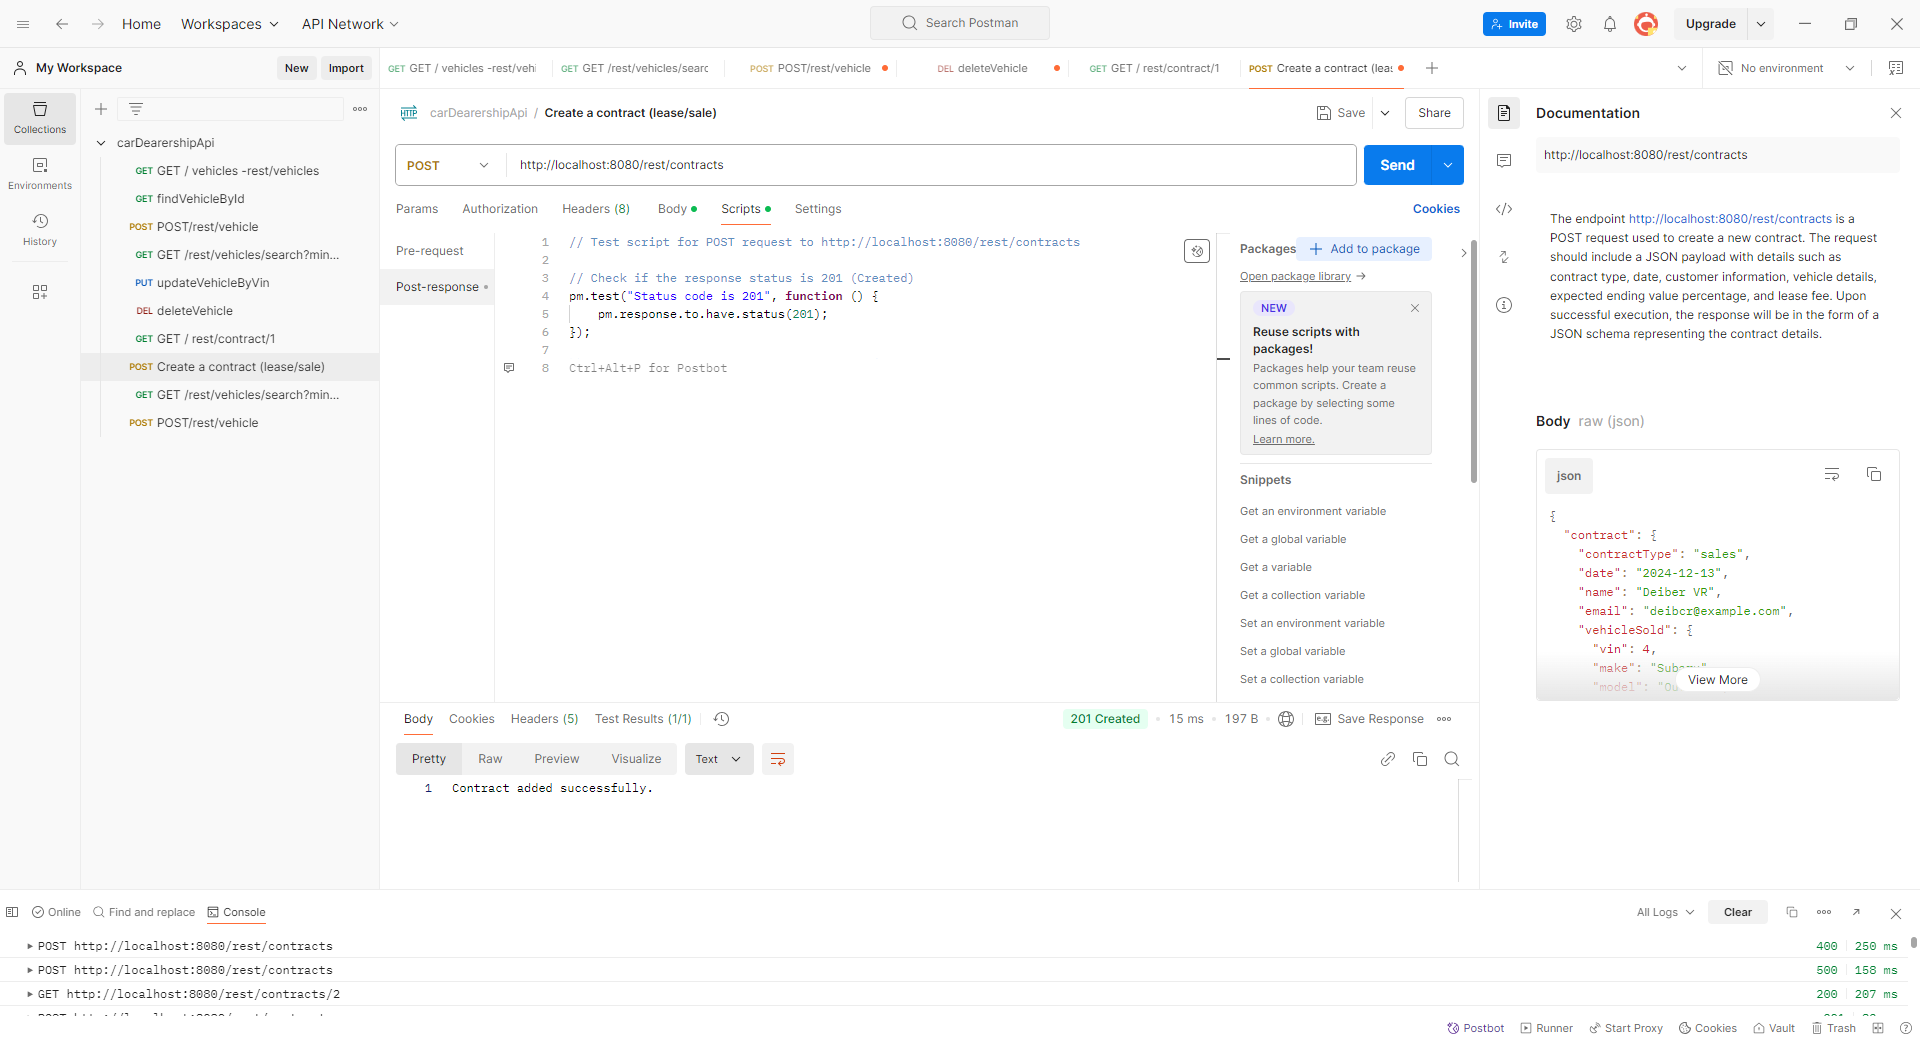 Home
Workspaces
API Network
Search Postman
Invite
Upgrade
My Workspace
New
Import
GET GET / vehicles -rest/vehi
GET GET /rest/vehicles/searc
POST POST/rest/vehicle
DEL deleteVehicle
GET GET / rest/contract/1
POST Create a contract (leas
No environment
Collections
Environments
History
carDearershipApi
GET GET / vehicles -rest/vehicles
GET findVehicleById
POST POST/rest/vehicle
GET GET /rest/vehicles/search?min...
PUT updateVehicleByVin
DEL deleteVehicle
GET GET / rest/contract/1
POST Create a contract (lease/sale)
GET GET /rest/vehicles/search?min...
POST POST/rest/vehicle
HTTP carDearershipApi / Create a contract (lease/sale)
Save
Share
POST
http://localhost:8080/rest/contracts
Send
Params
Authorization
Headers (8)
Body
Scripts
Settings
Cookies
Pre-request
Post-response
1 // Test script for POST request to http://localhost:8080/rest/contracts
2
3 // Check if the response status is 201 (Created)
4 pm.test("Status code is 201", function () {
5 pm.response.to.have.status(201);
6 });
7
8 Ctrl+Alt+P for Postbot
Packages
Add to package
Open package library →
NEW
Reuse scripts with
packages!
Packages help your team reuse
common scripts. Create a
package by selecting some
lines of code.
Learn more.
Snippets
Get an environment variable
Get a global variable
Get a variable
Get a collection variable
Set an environment variable
Set a global variable
Set a collection variable
Documentation
http://localhost:8080/rest/contracts
The endpoint http://localhost:8080/rest/contracts is a
POST request used to create a new contract. The request
should include a JSON payload with details such as
contract type, date, customer information, vehicle details,
expected ending value percentage, and lease fee. Upon
successful execution, the response will be in the form of a
JSON schema representing the contract details.
Body raw (json)
json
{
"contract": {
"contractType": "sales",
"date": "2024-12-13",
"name": "Deiber VR",
"email": "deibcr@example.com",
"vehicleSold": {
"vin": 4,
"make": "Subaru"
"model": "Ou
View More
Body
Cookies
Headers (5)
Test Results (1/1)
201 Created
15 ms
197 B
e.g.
Save Response
Pretty
Raw
Preview
Visualize
Text
1 Contract added successfully.
Online
Find and replace
Console
All Logs
Clear
POST http://localhost:8080/rest/contracts 400 250 ms
POST http://localhost:8080/rest/contracts 500 158 ms
GET http://localhost:8080/rest/contracts/2 200 207 ms
Postbot
Runner
Start Proxy
Cookies
Vault
Trash